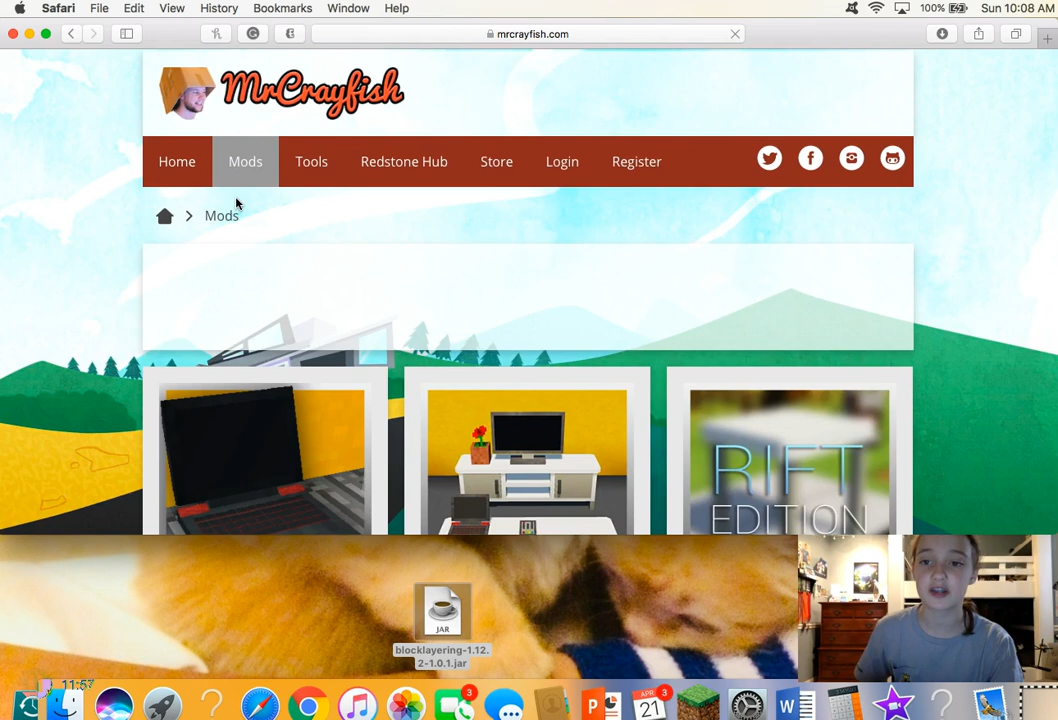 Safari File Edit View History Bookmarks Window Help 100% Sun 10:08 AM
mrcrayfish.com
MrCrayfish
Home Mods Tools Redstone Hub Store Login Register
Mods
RIFT
EDITION
JAR
blocklayering-1.12.
2-1.0.1.jar
11:57
3
P
APR
21
3
W